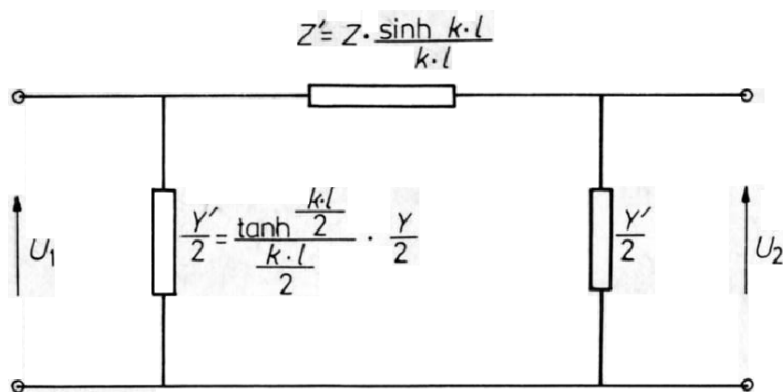 Z′ = Z · sinh k·l / k·l
Y′/2 = tanh k·l/2 / k·l/2 · Y/2
Y′/2
U1
U2